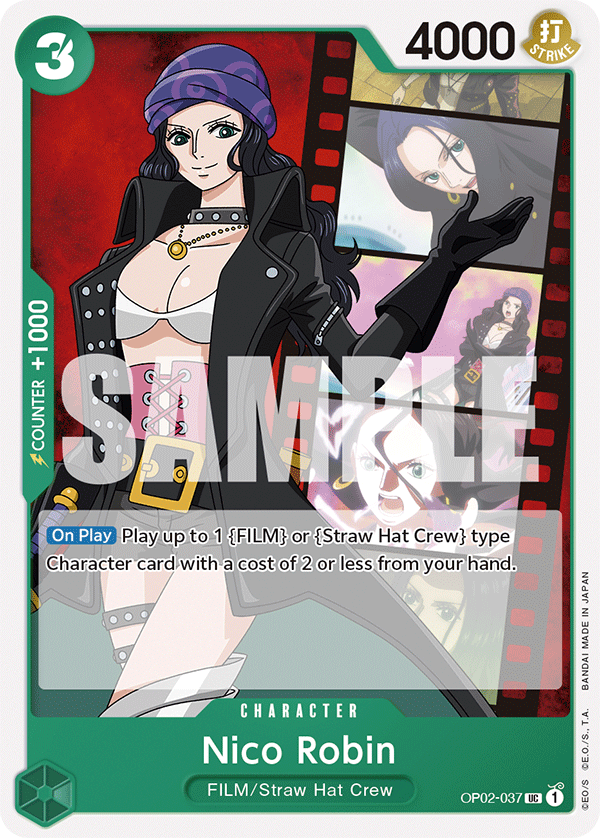 3
4000
打
STRIKE
COUNTER +1000
SAMPLE
On Play Play up to 1 {FILM} or {Straw Hat Crew} type
Character card with a cost of 2 or less from your hand.
CHARACTER
Nico Robin
FILM/Straw Hat Crew
OP02-037 UC 1
©EO/S ©E.O./S., T.A. BANDAI MADE IN JAPAN